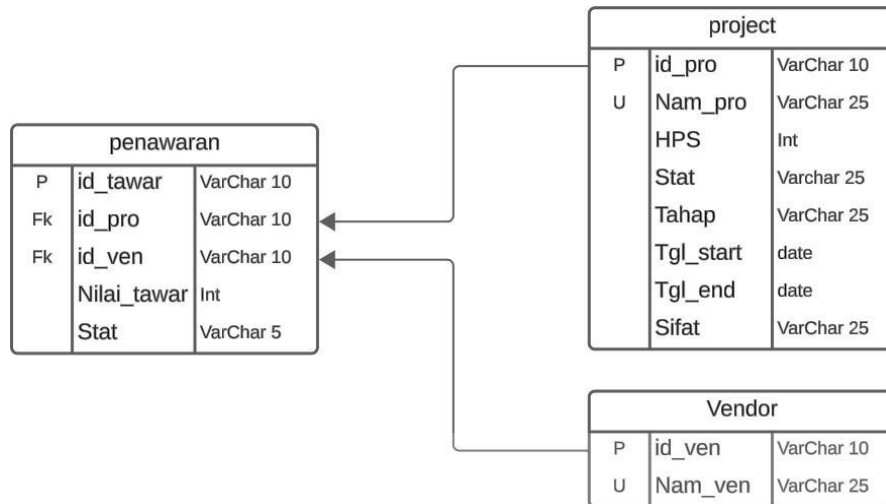 penawaran
P id_tawar VarChar 10
Fk id_pro VarChar 10
Fk id_ven VarChar 10
Nilai_tawar Int
Stat VarChar 5
project
P id_pro VarChar 10
U Nam_pro VarChar 25
HPS Int
Stat Varchar 25
Tahap VarChar 25
Tgl_start date
Tgl_end date
Sifat VarChar 25
Vendor
P id_ven VarChar 10
U Nam_ven VarChar 25